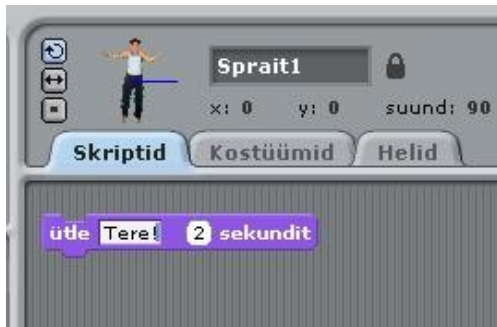 Sprait1
x: 0 y: 0 suund: 90
Skriptid Kostüümid Helid
ütle Tere! 2 sekundit